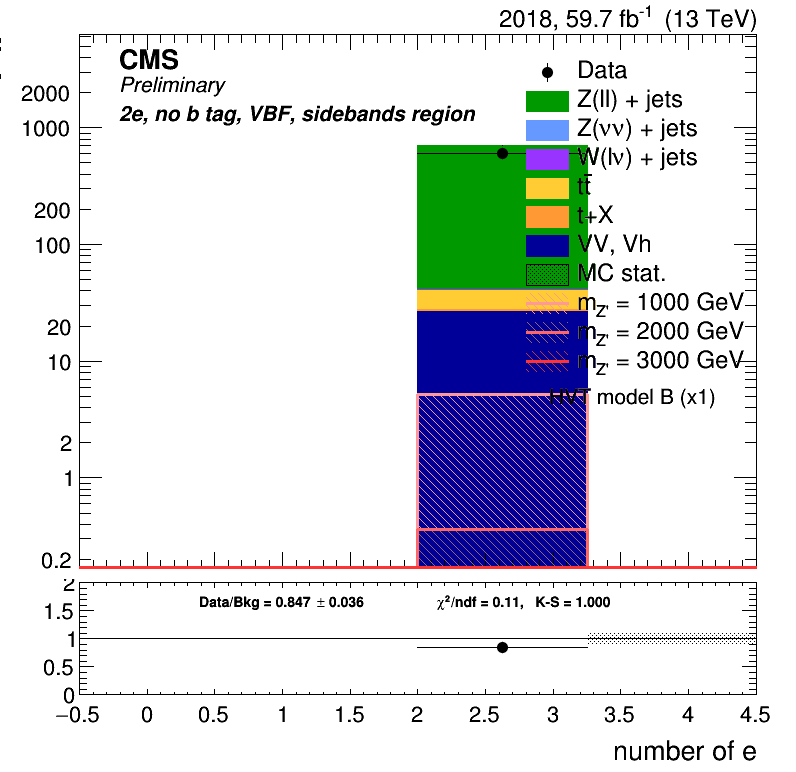 2018, 59.7 fb⁻¹ (13 TeV)
CMS
Preliminary
2e, no b tag, VBF, sidebands region
Data
Z(ll) + jets
Z(νν) + jets
W(lν) + jets
tt̄
t+X
VV, Vh
MC stat.
m_Z' = 1000 GeV
m_Z' = 2000 GeV
m_Z' = 3000 GeV
HVT model B (x1)
2000
1000
200
100
20
10
2
1
0.2
Data/Bkg = 0.847 ± 0.036 χ²/ndf = 0.11, K-S = 1.000
2
1.5
1
0.5
0
−0.5 0 0.5 1 1.5 2 2.5 3 3.5 4 4.5
number of e